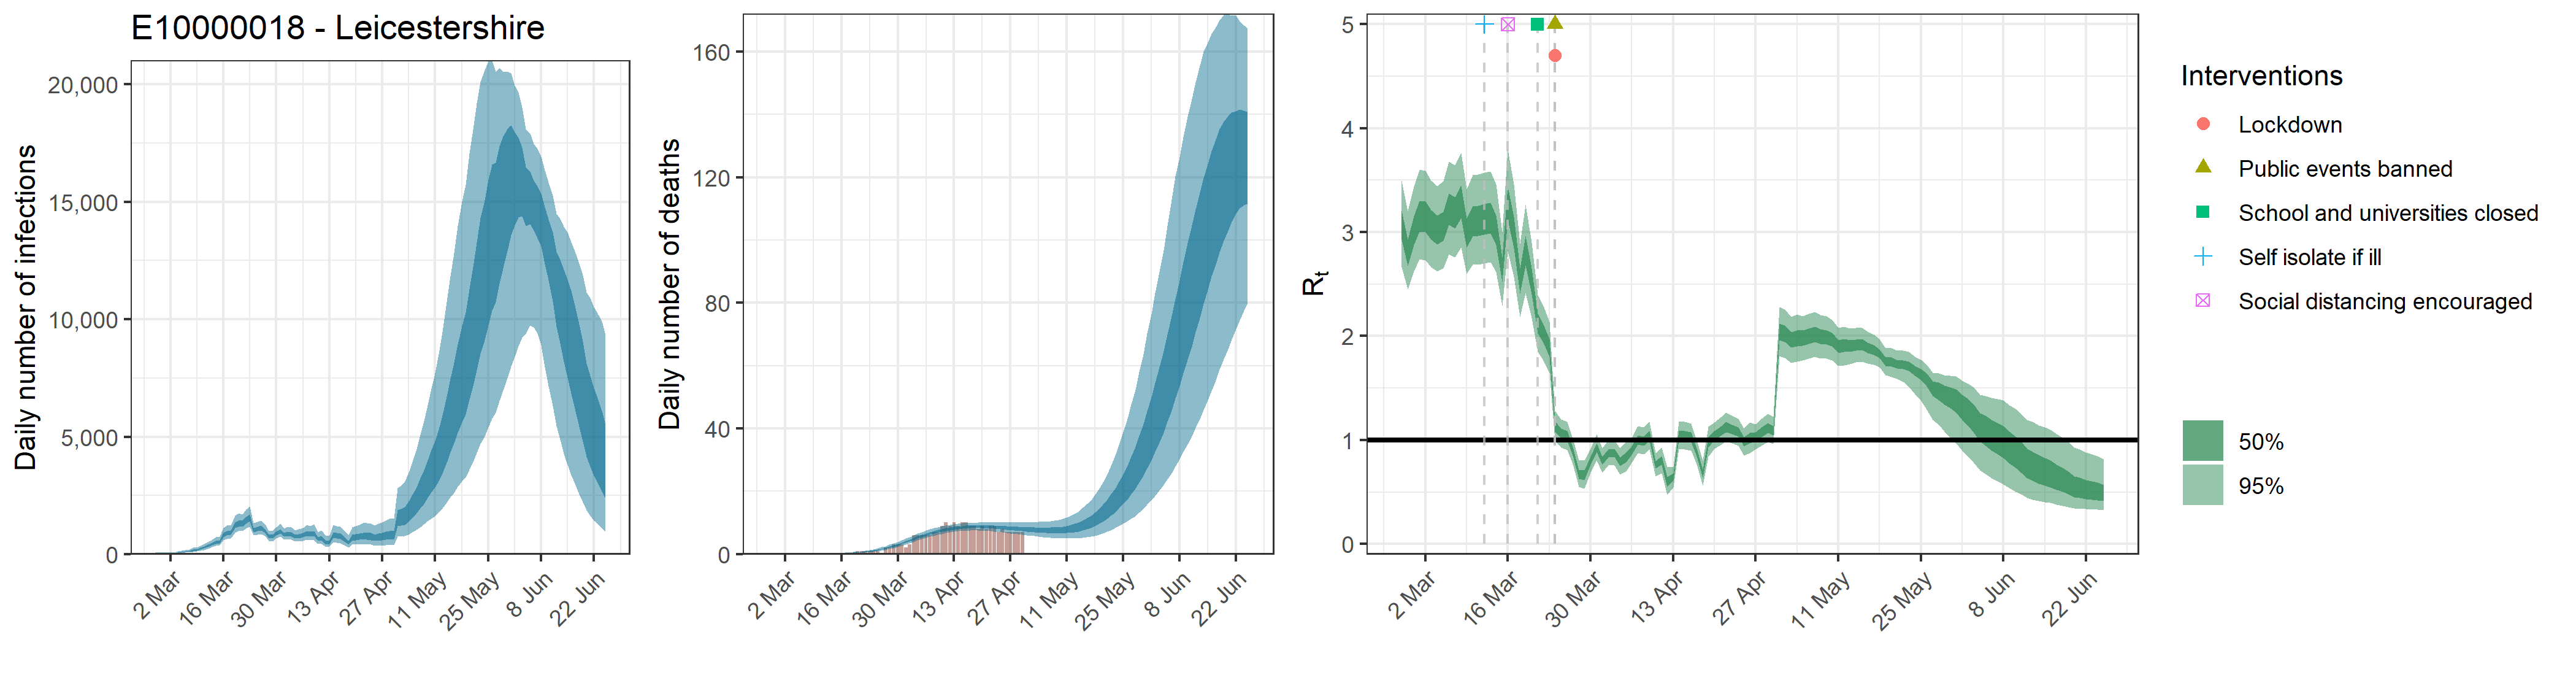 E10000018 - Leicestershire
Daily number of infections
20,000
15,000
10,000
5,000
0
2 Mar
16 Mar
30 Mar
13 Apr
27 Apr
11 May
25 May
8 Jun
22 Jun
Daily number of deaths
160
120
80
40
0
2 Mar
16 Mar
30 Mar
13 Apr
27 Apr
11 May
25 May
8 Jun
22 Jun
Rt
5
4
3
2
1
0
2 Mar
16 Mar
30 Mar
13 Apr
27 Apr
11 May
25 May
8 Jun
22 Jun
Interventions
Lockdown
Public events banned
School and universities closed
Self isolate if ill
Social distancing encouraged
50%
95%